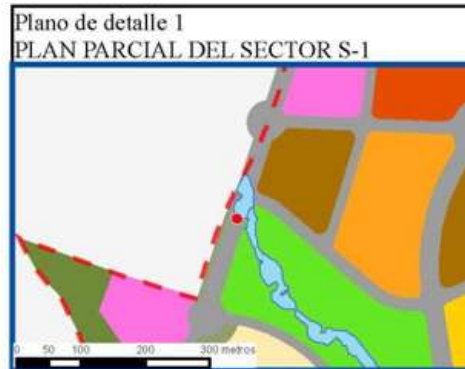 Plano de detalle 1
PLAN PARCIAL DEL SECTOR S-1
0 50 100 200 300 metros